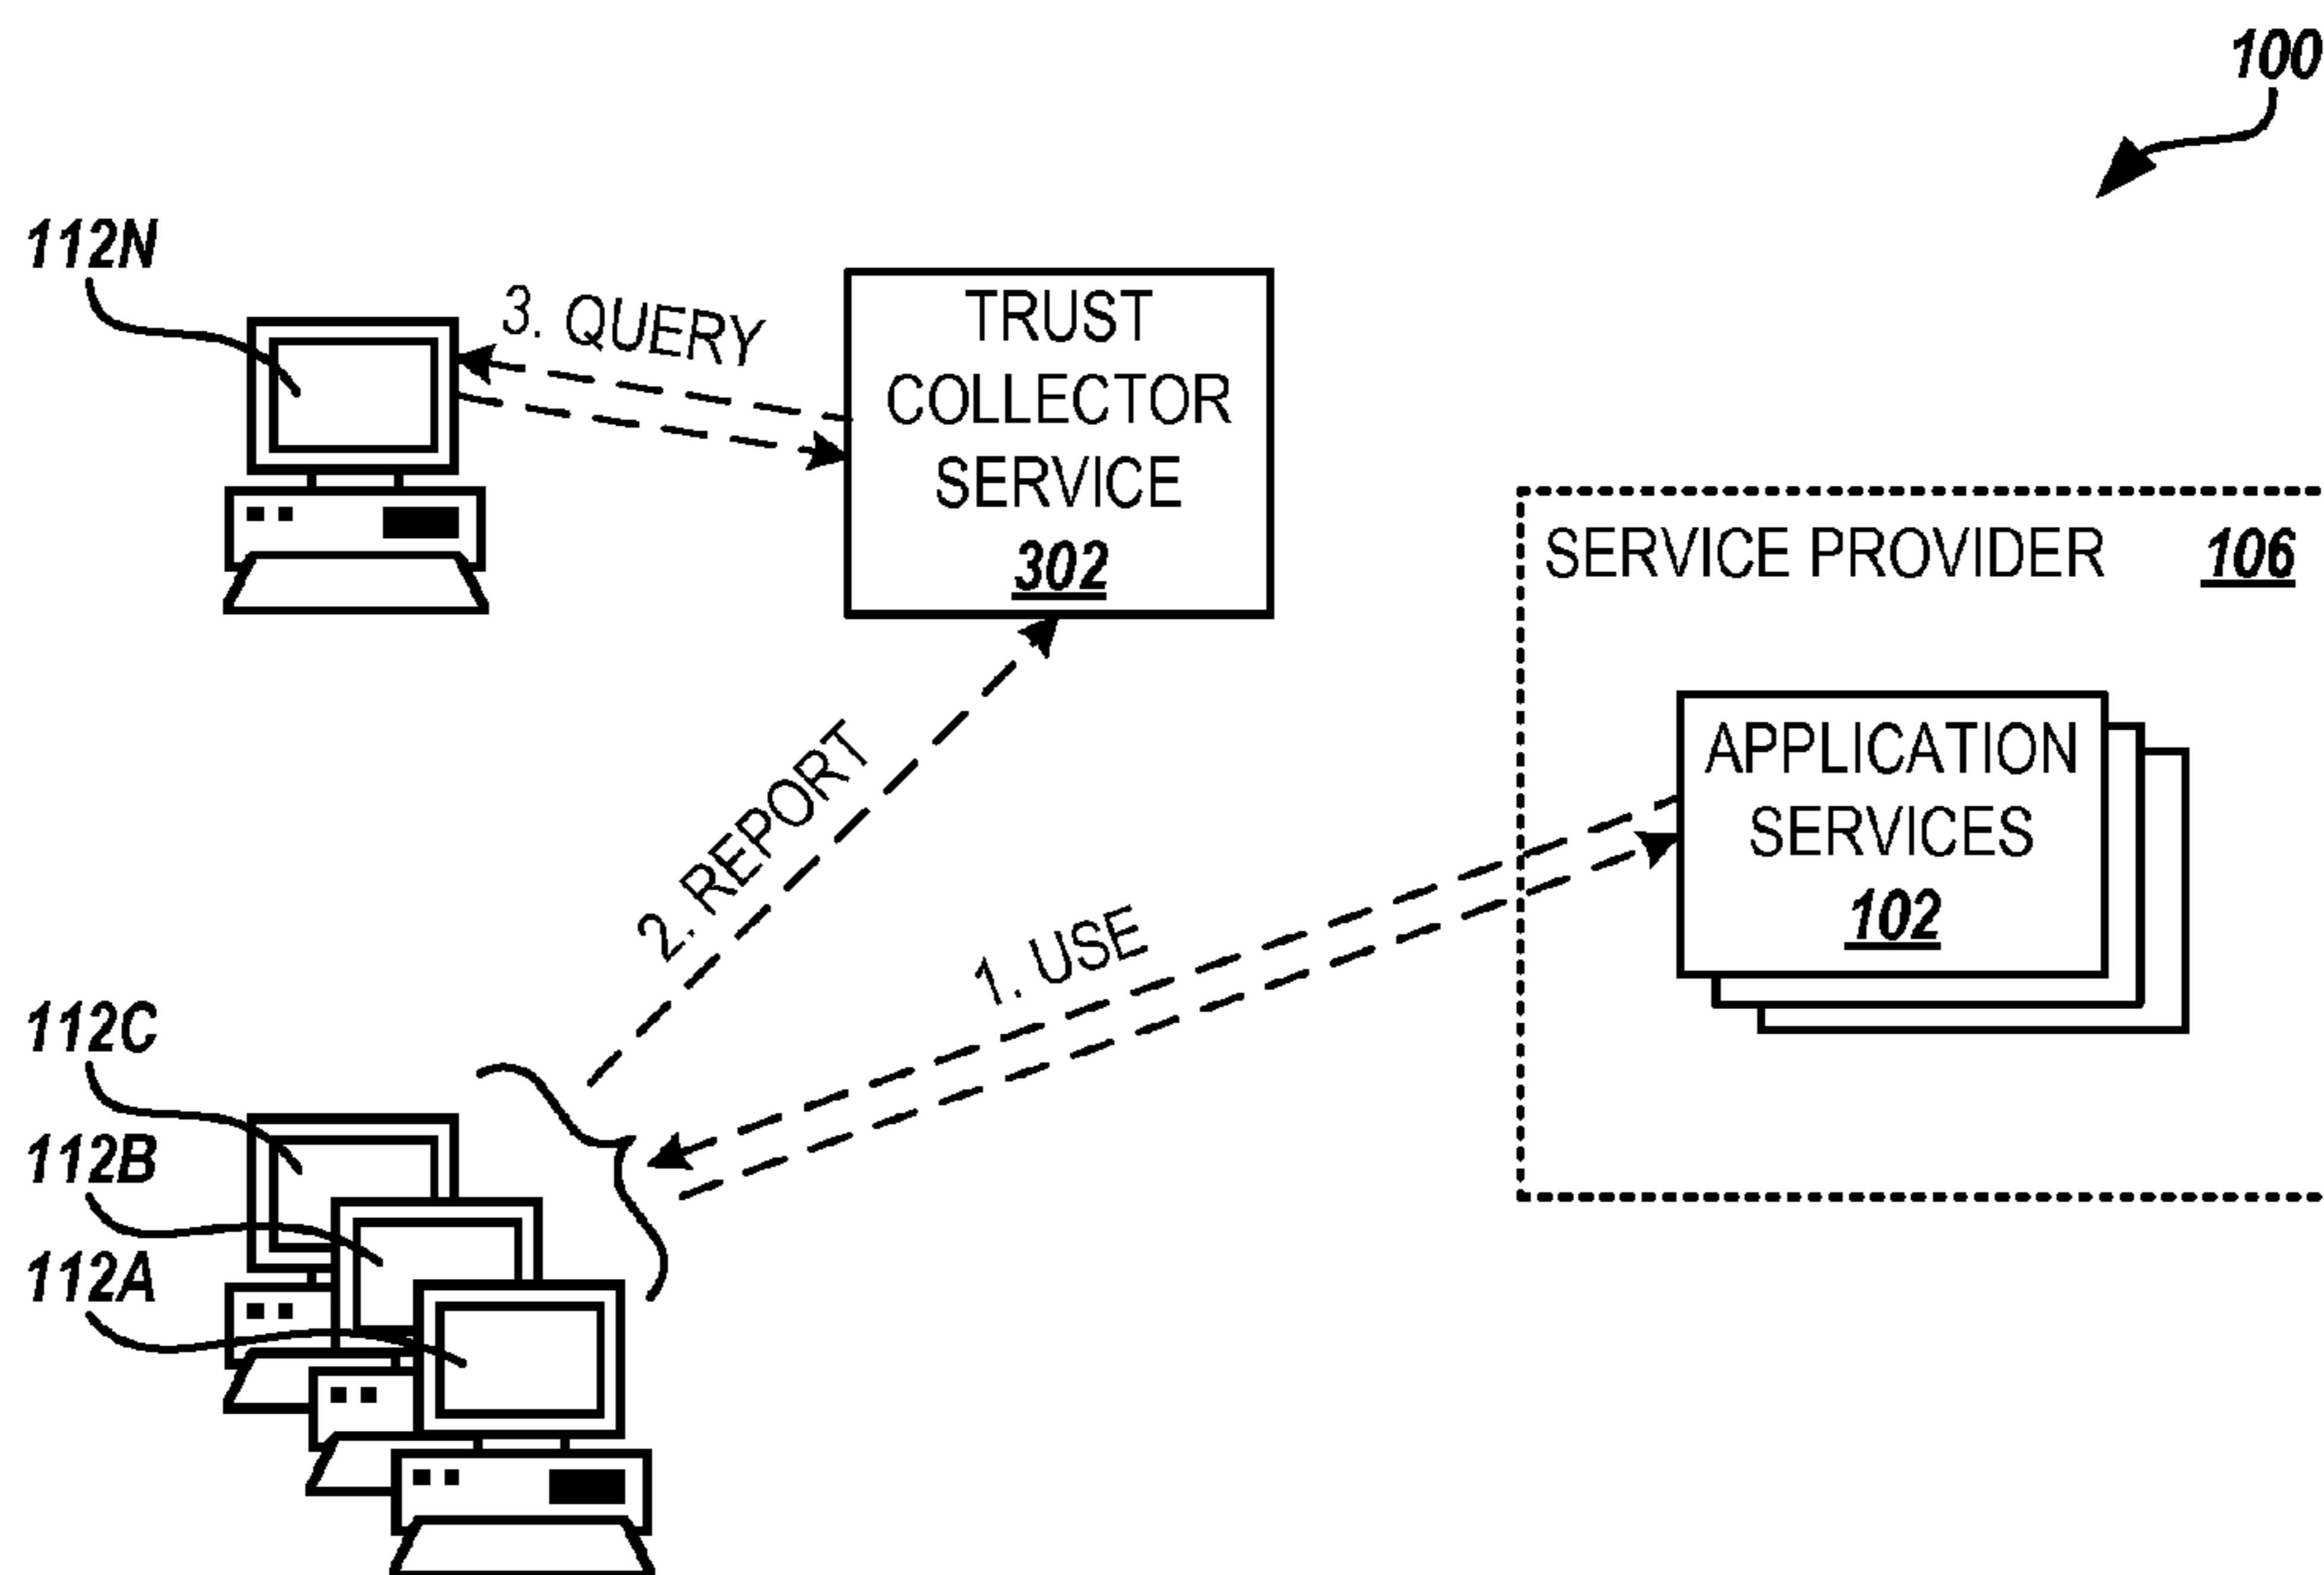 100
112N
3. QUERY
TRUST
COLLECTOR
SERVICE
302
SERVICE PROVIDER 106
APPLICATION
SERVICES
102
2. REPORT
1. USE
112C
112B
112A